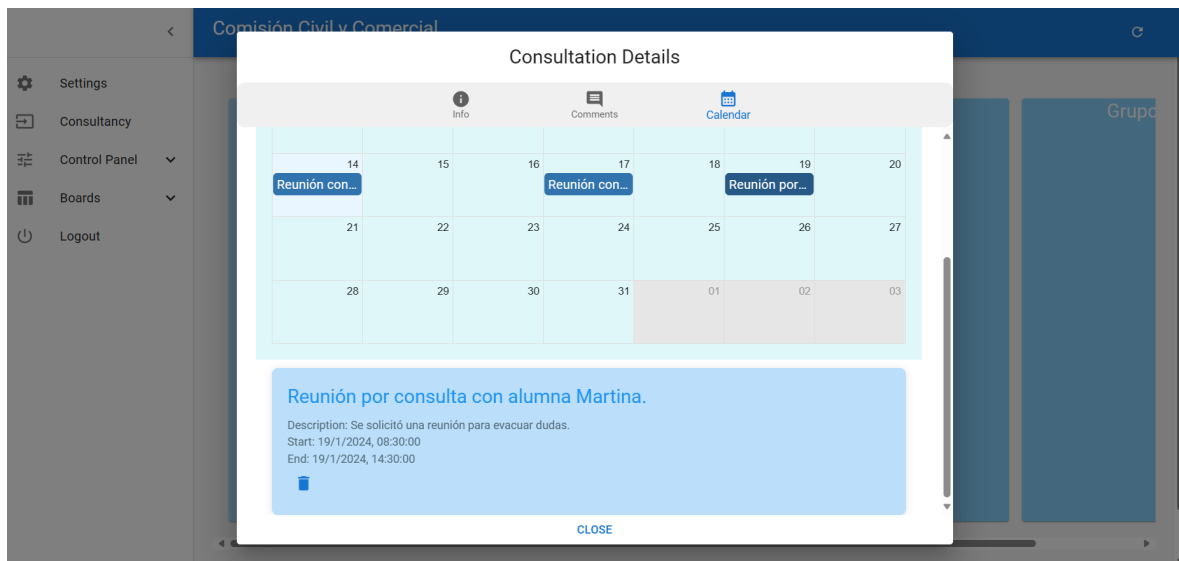 Comisión Civil y Comercial
Consultation Details
Settings
Consultancy
Control Panel
Boards
Logout
Info
Comments
Calendar
Grupo
14 15 16 17 18 19 20
Reunión con... Reunión con... Reunión por...
21 22 23 24 25 26 27
28 29 30 31 01 02 03
Reunión por consulta con alumna Martina.
Description: Se solicitó una reunión para evacuar dudas.
Start: 19/1/2024, 08:30:00
End: 19/1/2024, 14:30:00
CLOSE